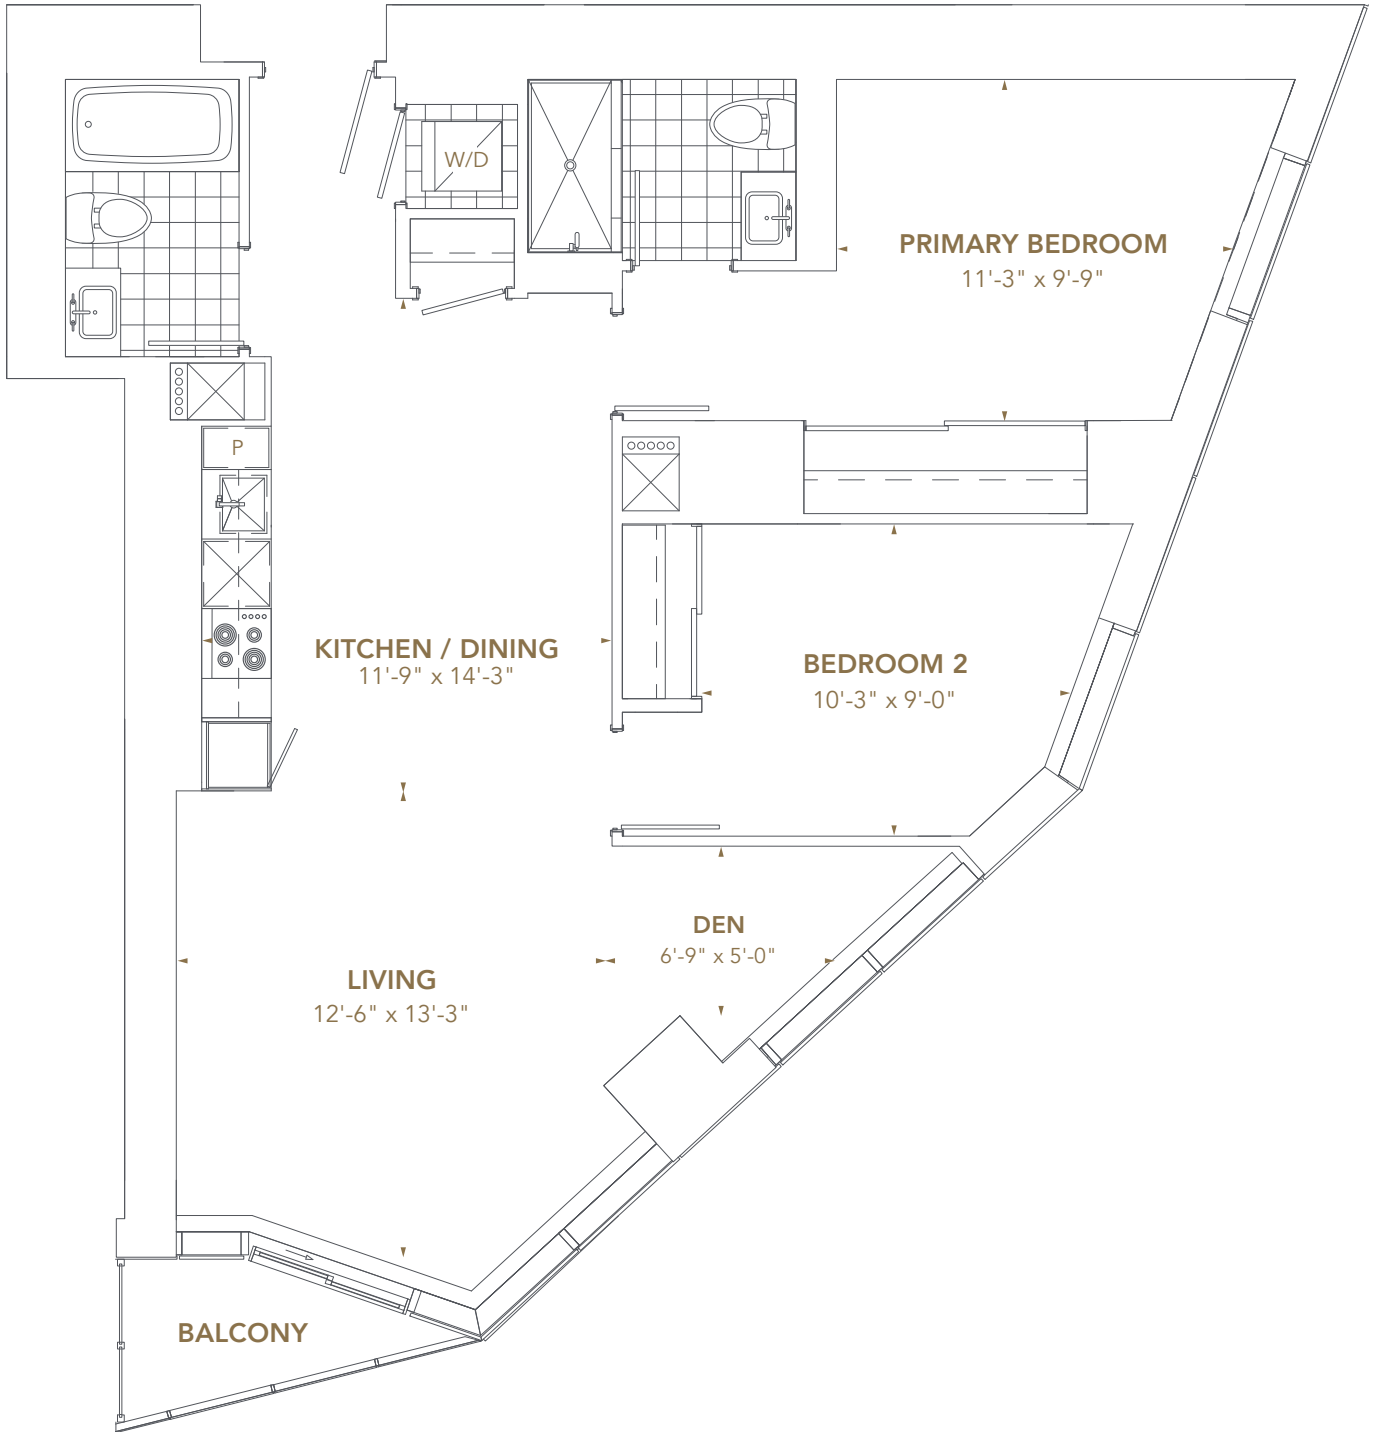 W/D
PRIMARY BEDROOM
11'-3" x 9'-9"
P
KITCHEN / DINING
11'-9" x 14'-3"
BEDROOM 2
10'-3" x 9'-0"
DEN
6'-9" x 5'-0"
LIVING
12'-6" x 13'-3"
BALCONY